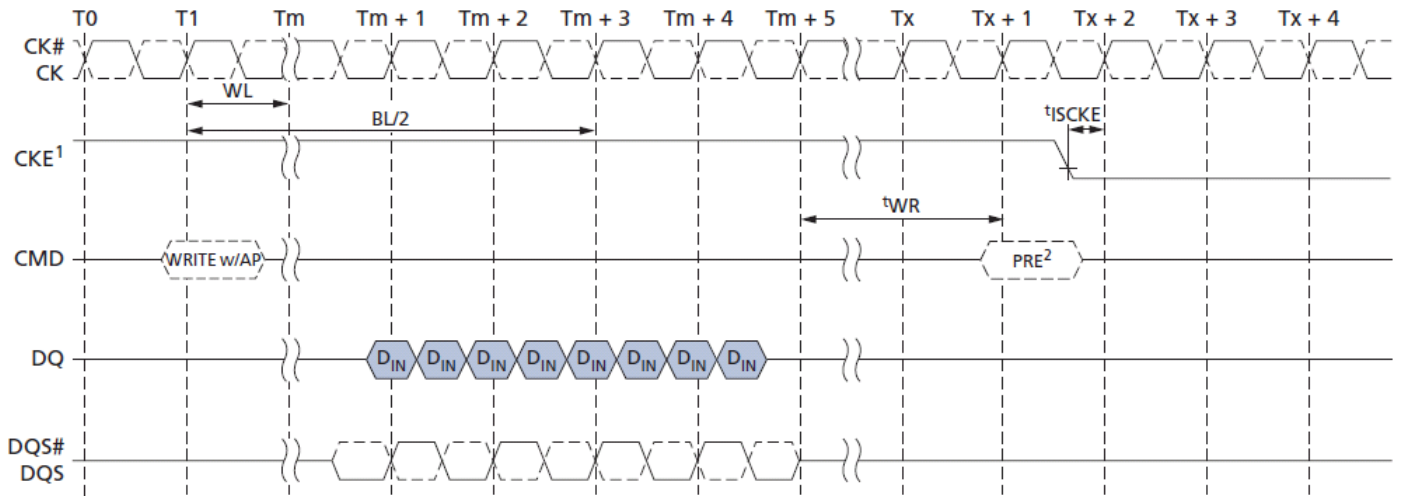 T0 T1 Tm Tm + 1 Tm + 2 Tm + 3 Tm + 4 Tm + 5 Tx Tx + 1 Tx + 2 Tx + 3 Tx + 4
CK#
CK
WL
BL/2
tISCKE
CKE1
tWR
CMD WRITE w/AP PRE2
DQ DIN DIN DIN DIN DIN DIN DIN DIN
DQS#
DQS